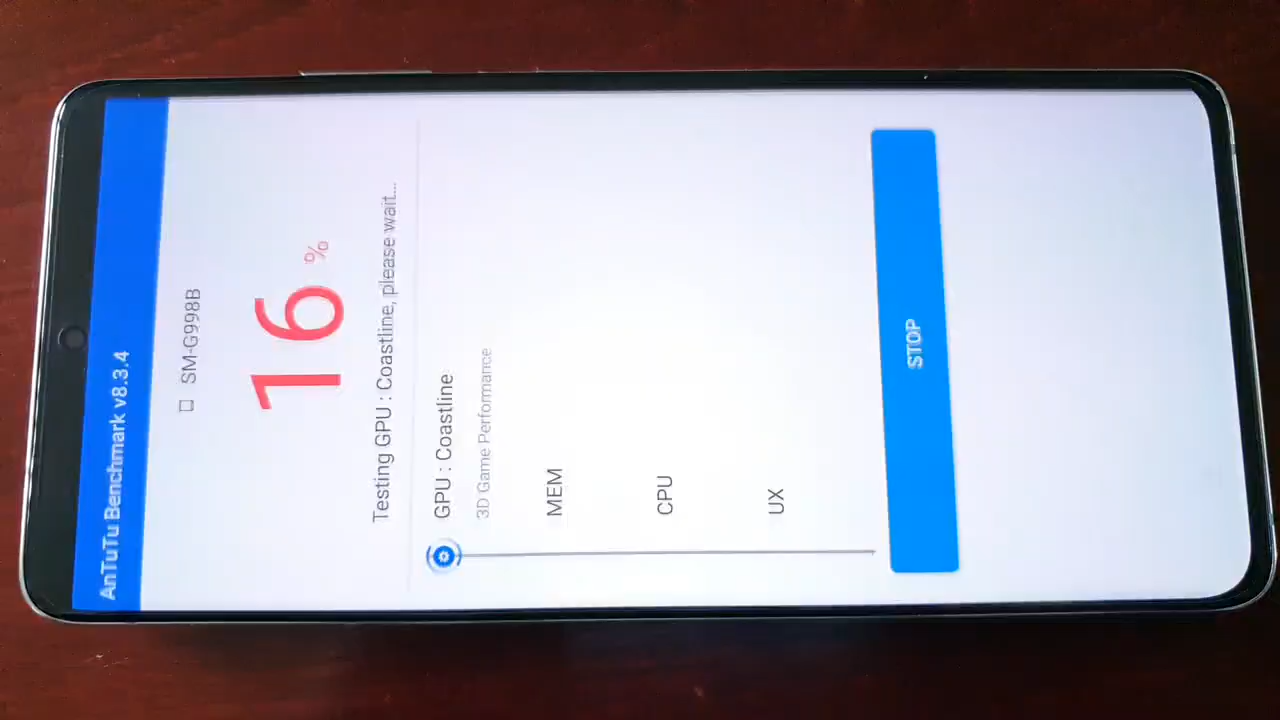 AnTuTu Benchmark v8.3.4
SM-G998B
16 %
Testing GPU : Coastline, please wait...
GPU : Coastline
3D Game Performance
MEM
CPU
UX
STOP